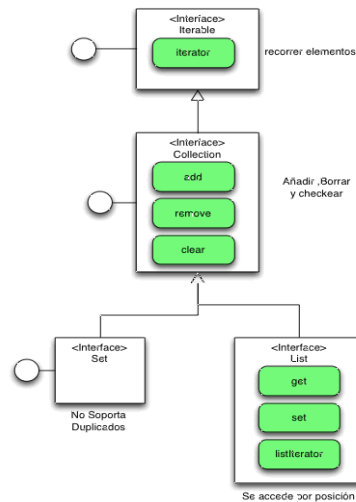 <Interface>
Iterable
iterator
recorrer elementos
<Interface>
Collection
add
remove
clear
Añadir ,Borrar
y checkear
<Interface>
Set
No Soporta
Duplicados
<Interface>
List
get
set
listIterator
Se accede por posición